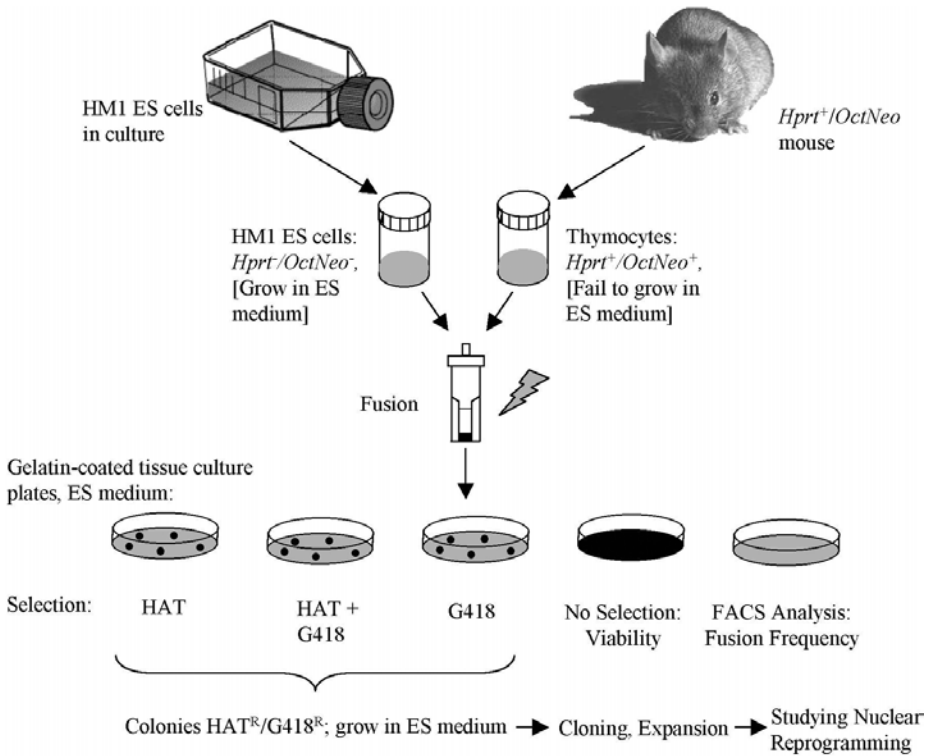 HM1 ES cells
in culture
Hprt⁺/OctNeo
mouse
HM1 ES cells:
Hprt⁻/OctNeo⁻,
[Grow in ES
medium]
Thymocytes:
Hprt⁺/OctNeo⁺,
[Fail to grow in
ES medium]
Fusion
Gelatin-coated tissue culture
plates, ES medium:
Selection:
HAT
HAT +
G418
G418
No Selection:
Viability
FACS Analysis:
Fusion Frequency
Colonies HATᴿ/G418ᴿ; grow in ES medium
Cloning, Expansion
Studying Nuclear
Reprogramming